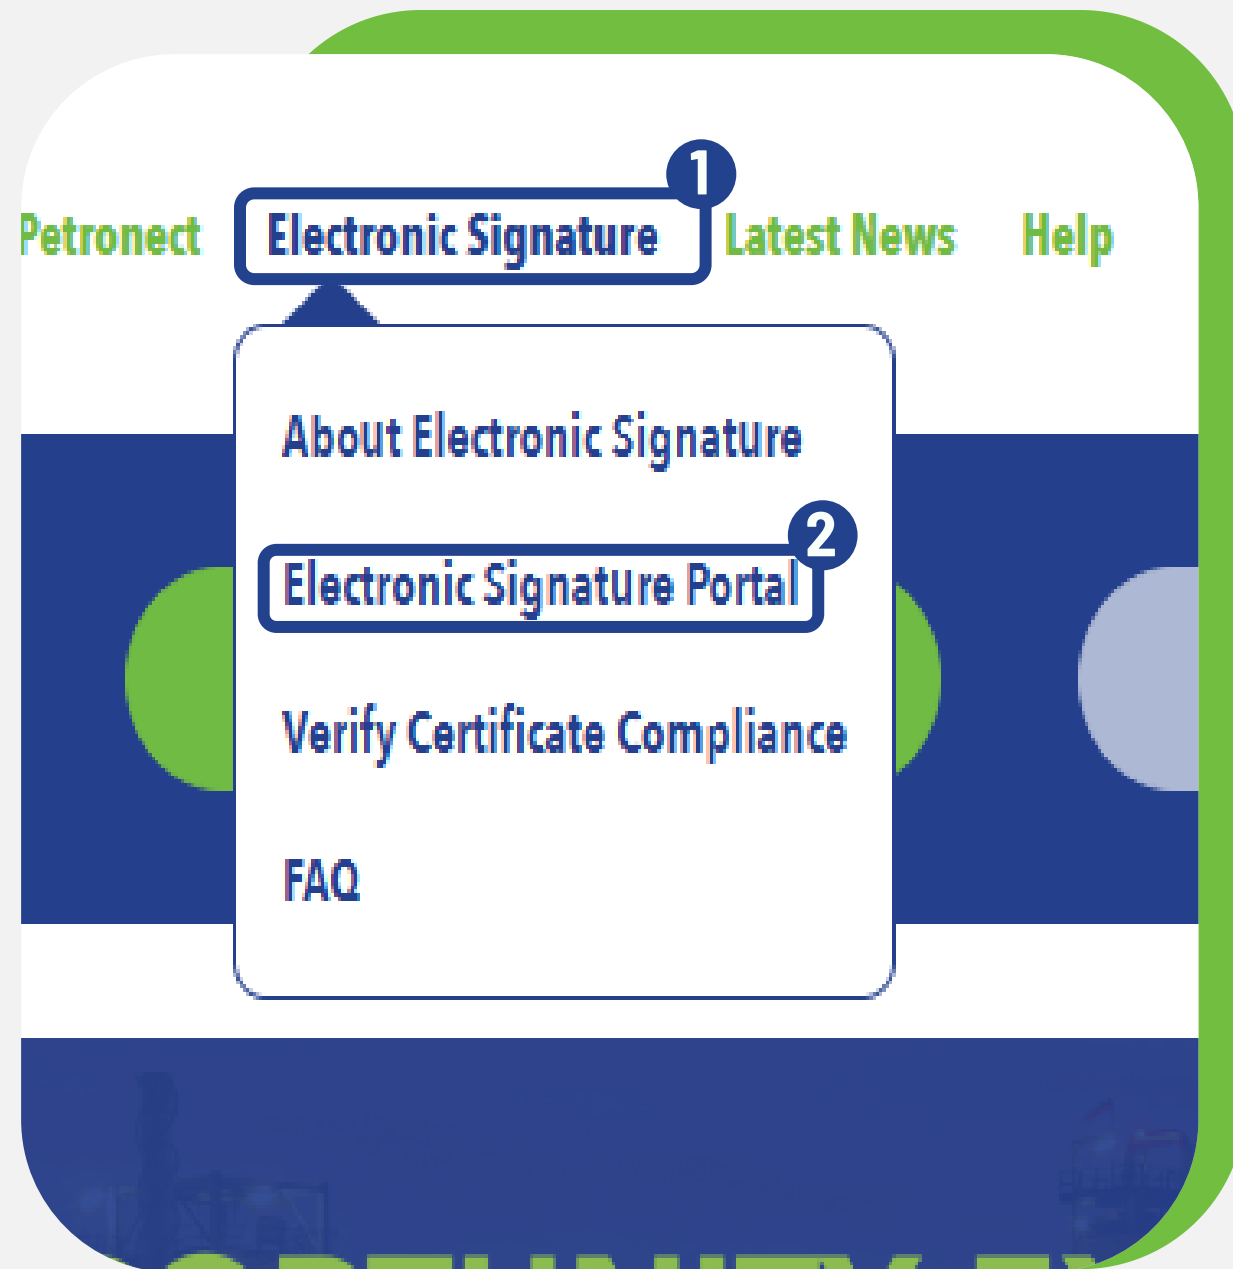 Petronect Electronic Signature 1 Latest News Help
About Electronic Signature
Electronic Signature Portal 2
Verify Certificate Compliance
FAQ